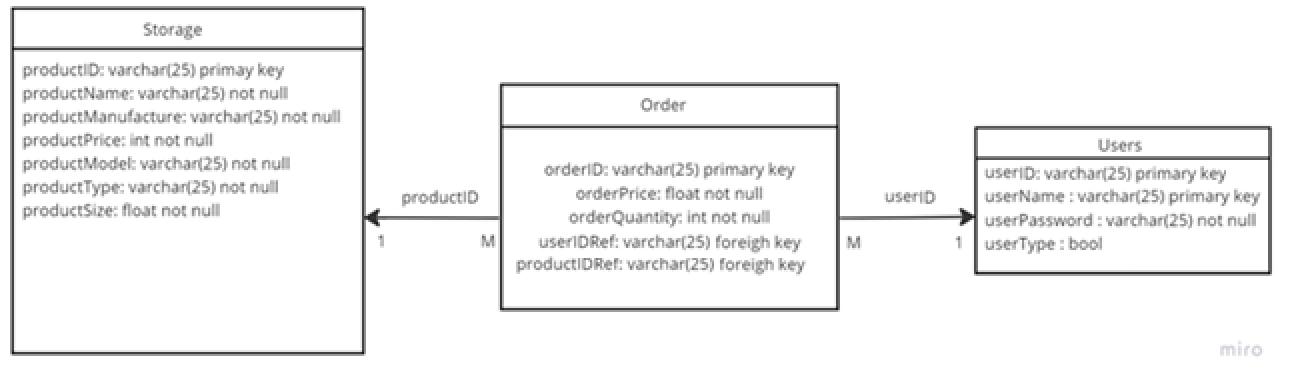 Storage
productID: varchar(25) primay key
productName: varchar(25) not null
productManufacture: varchar(25) not null
productPrice: int not null
productModel: varchar(25) not null
productType: varchar(25) not null
productSize: float not null
productID
1
M
Order
orderID: varchar(25) primary key
orderPrice: float not null
orderQuantity: int not null
userIDRef: varchar(25) foreigh key
productIDRef: varchar(25) foreigh key
userID
M
1
Users
userID: varchar(25) primary key
userName : varchar(25) primary key
userPassword : varchar(25) not null
userType : bool
miro